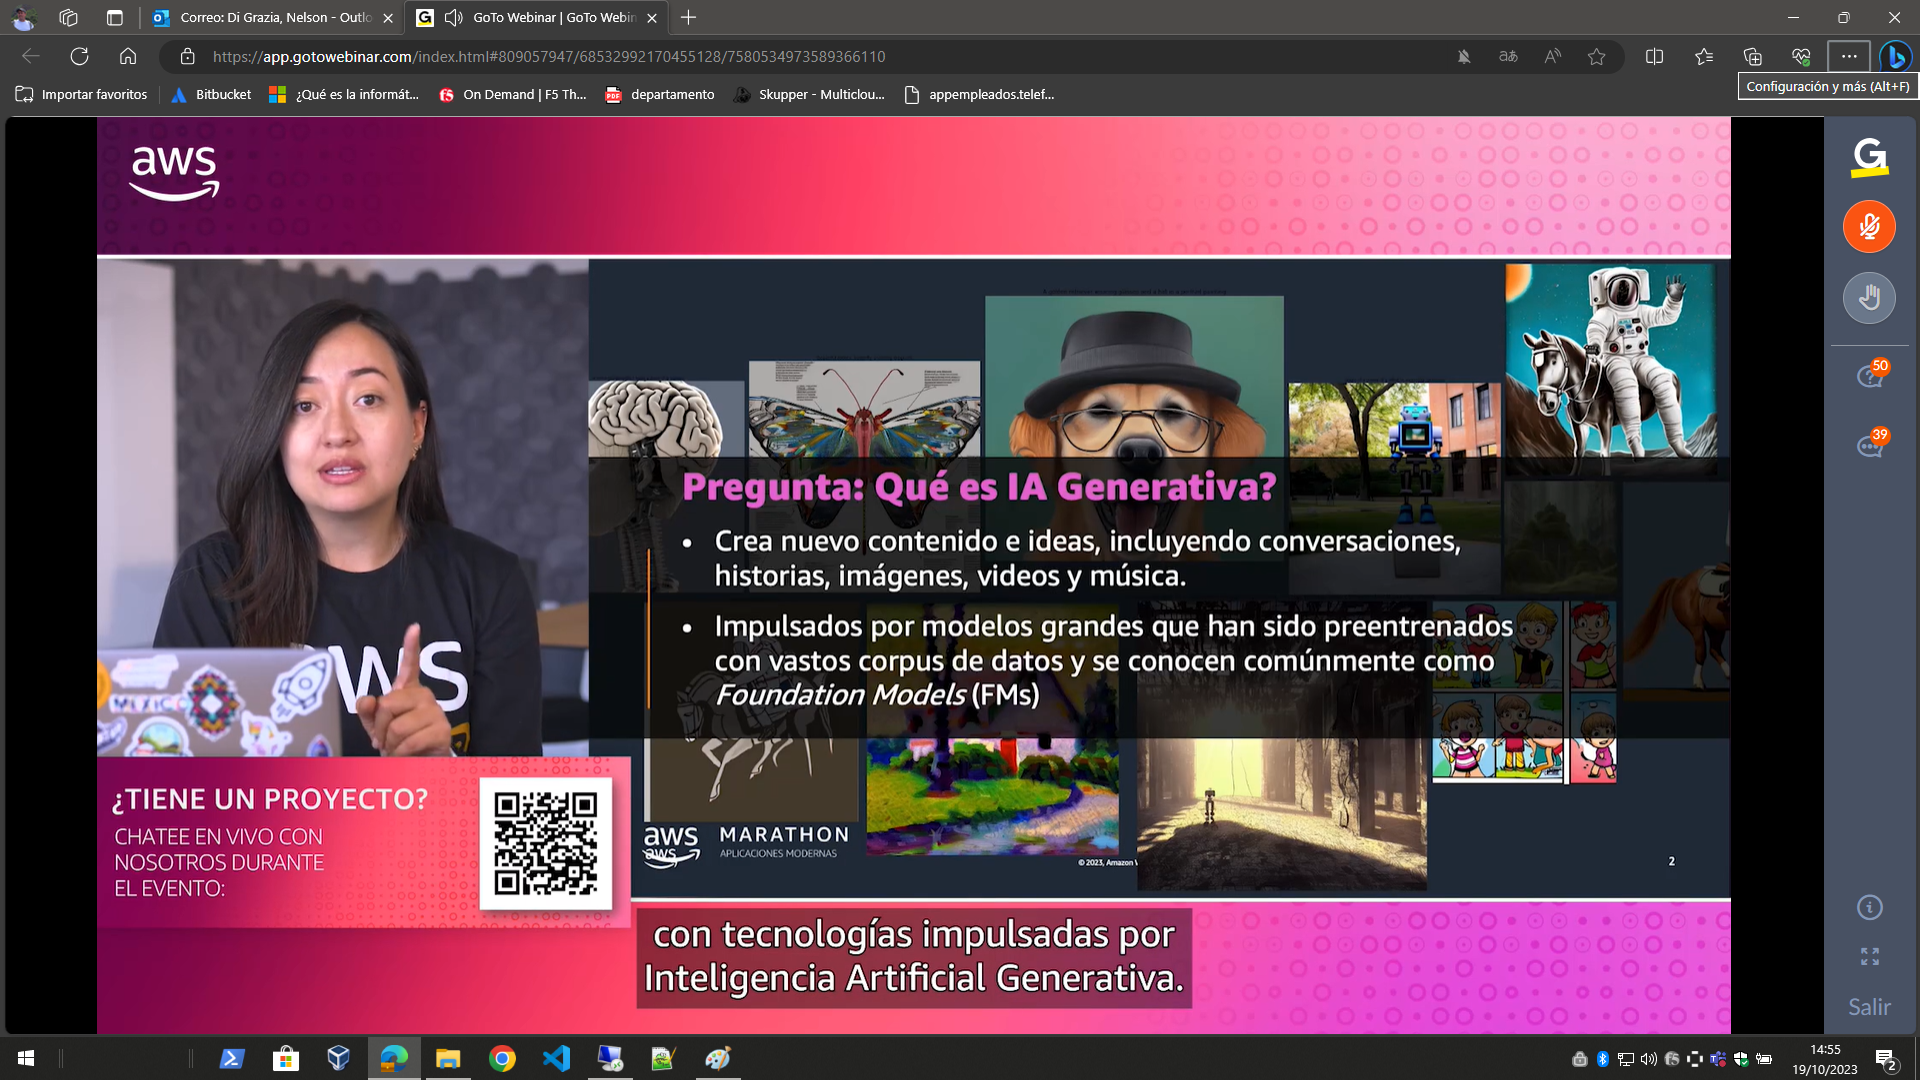 Correo: Di Grazia, Nelson - Outlo
GoTo Webinar | GoTo Webin
https://app.gotowebinar.com/index.html#809057947/68532992170455128/7580534973589366110
Importar favoritos
Bitbucket
¿Qué es la informát...
On Demand | F5 Th...
departamento
Skupper - Multiclou...
appempleados.telef...
Configuración y más (Alt+F)
aws
Pregunta: Qué es IA Generativa?
• Crea nuevo contenido e ideas, incluyendo conversaciones,
historias, imágenes, videos y música.
• Impulsados por modelos grandes que han sido preentrenados
con vastos corpus de datos y se conocen comúnmente como
Foundation Models (FMs)
aws
MEXIC
¿TIENE UN PROYECTO?
CHATEE EN VIVO CON
NOSOTROS DURANTE
EL EVENTO:
aws
aws
MARATHON
APLICACIONES MODERNAS
© 2023, Amazon
2
con tecnologías impulsadas por
Inteligencia Artificial Generativa.
G
50
39
Salir
14:55
19/10/2023
2